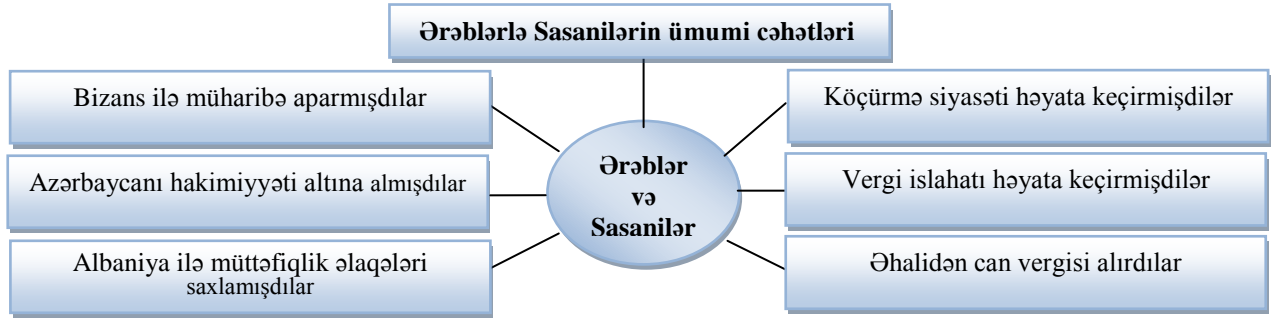 Ərəblərlə Sasanilərin ümumi cəhətləri
Bizans ilə müharibə aparmışdılar
Azərbaycanı hakimiyyəti altına almışdılar
Albaniya ilə müttəfiqlik əlaqələri
saxlamışdılar
Ərəblər
və
Sasanilər
Köçürmə siyasəti həyata keçirmişdilər
Vergi islahatı həyata keçirmişdilər
Əhalidən can vergisi alırdılar